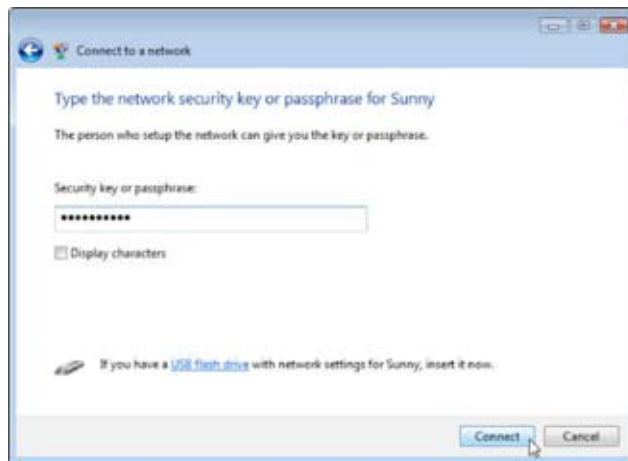 Connect to a network
Type the network security key or passphrase for Sunny
The person who setup the network can give you the key or passphrase.
Security key or passphrase:
••••••••••
Display characters
If you have a USB flash drive with network settings for Sunny, insert it now.
Connect Cancel